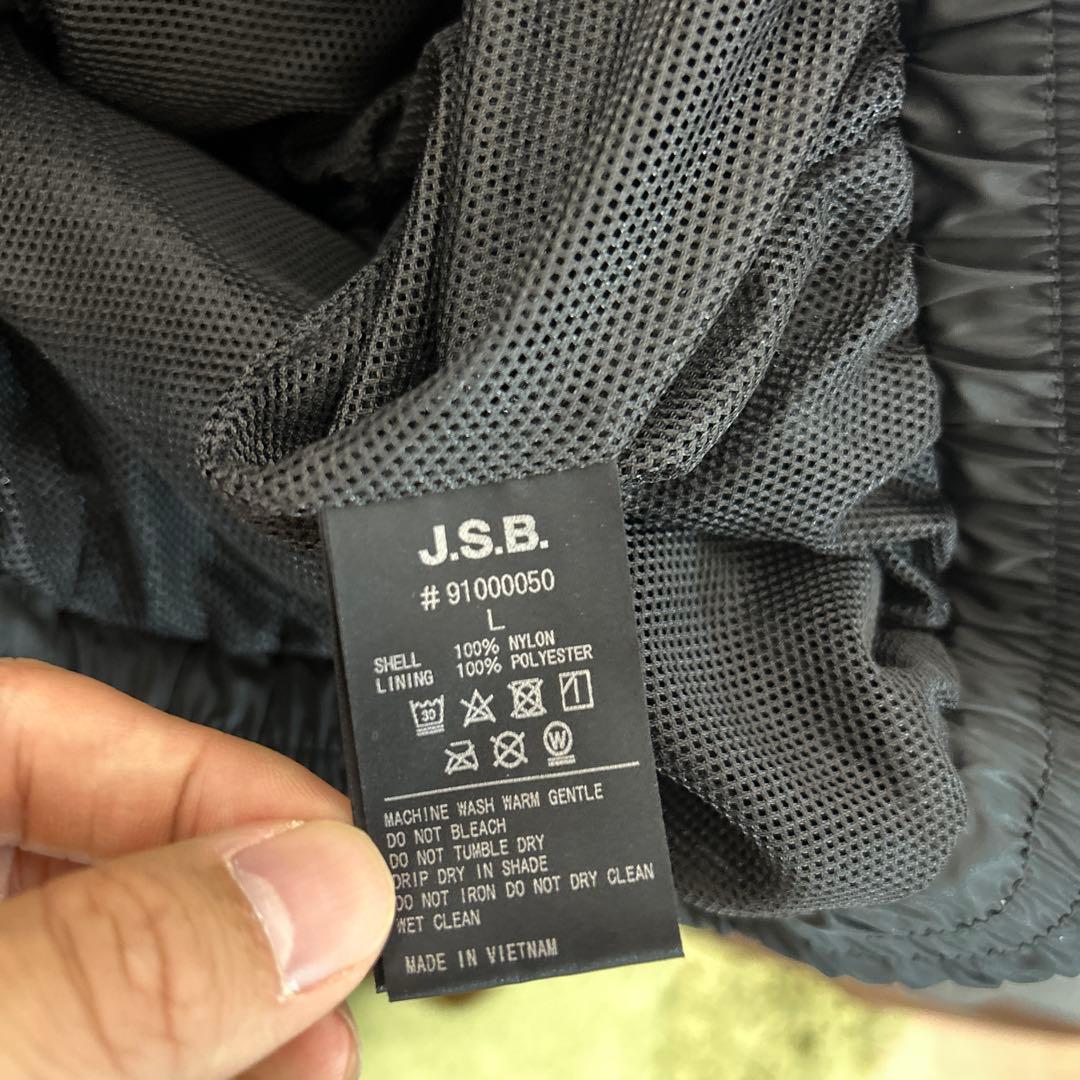 J.S.B.
# 91000050
L
SHELL 100% NYLON
LINING 100% POLYESTER
30
W
MACHINE WASH WARM GENTLE
DO NOT BLEACH
DO NOT TUMBLE DRY
DRIP DRY IN SHADE
DO NOT IRON DO NOT DRY CLEAN
WET CLEAN
MADE IN VIETNAM